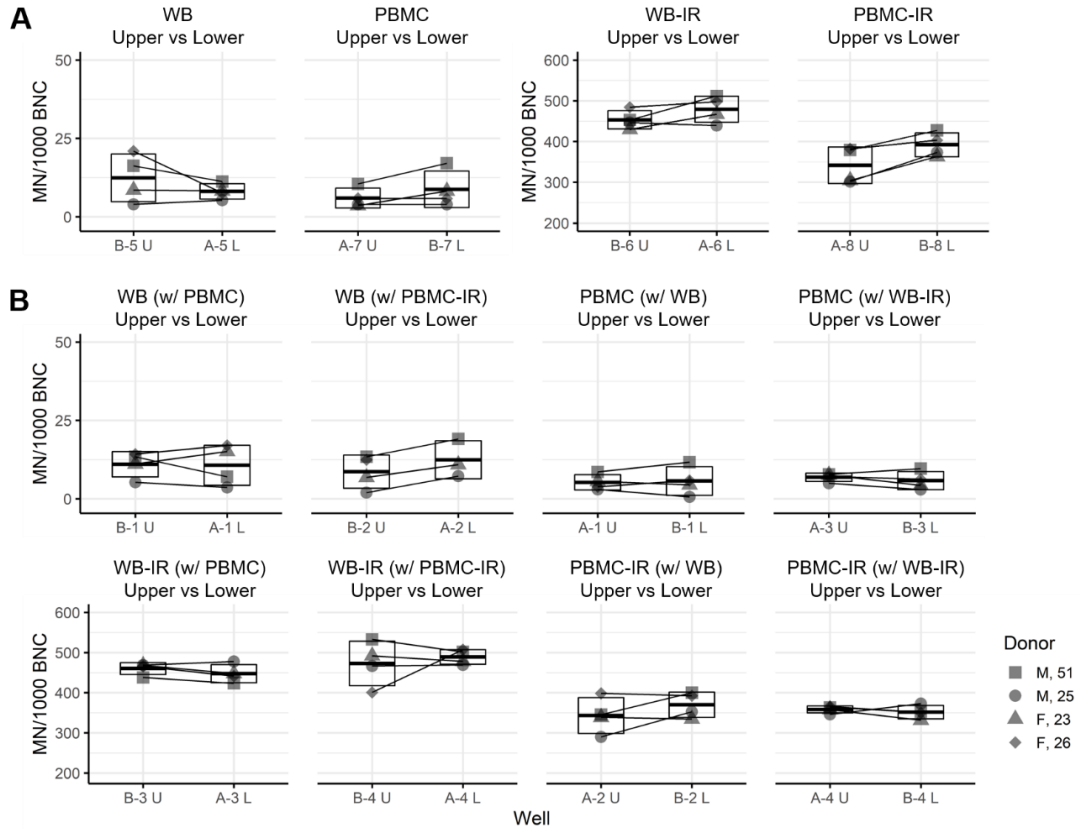 A
WB
Upper vs Lower
PBMC
Upper vs Lower
WB-IR
Upper vs Lower
PBMC-IR
Upper vs Lower
MN/1000 BNC
50
25
0
B-5 U
A-5 L
A-7 U
B-7 L
MN/1000 BNC
600
500
400
300
200
B-6 U
A-6 L
A-8 U
B-8 L
B
WB (w/ PBMC)
Upper vs Lower
WB (w/ PBMC-IR)
Upper vs Lower
PBMC (w/ WB)
Upper vs Lower
PBMC (w/ WB-IR)
Upper vs Lower
MN/1000 BNC
50
25
0
B-1 U
A-1 L
B-2 U
A-2 L
A-1 U
B-1 L
A-3 U
B-3 L
WB-IR (w/ PBMC)
Upper vs Lower
WB-IR (w/ PBMC-IR)
Upper vs Lower
PBMC-IR (w/ WB)
Upper vs Lower
PBMC-IR (w/ WB-IR)
Upper vs Lower
MN/1000 BNC
600
500
400
300
200
B-3 U
A-3 L
B-4 U
A-4 L
A-2 U
B-2 L
A-4 U
B-4 L
Well
Donor
M, 51
M, 25
F, 23
F, 26